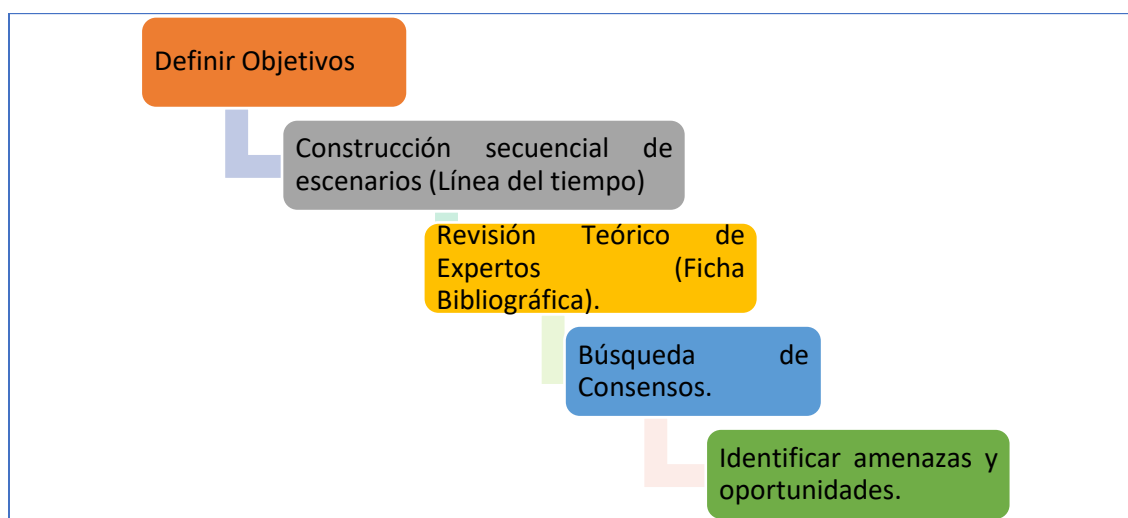 Definir Objetivos
Construcción secuencial de
escenarios (Línea del tiempo)
Revisión Teórico de
Expertos (Ficha
Bibliográfica).
Búsqueda de
Consensos.
Identificar amenazas y
oportunidades.